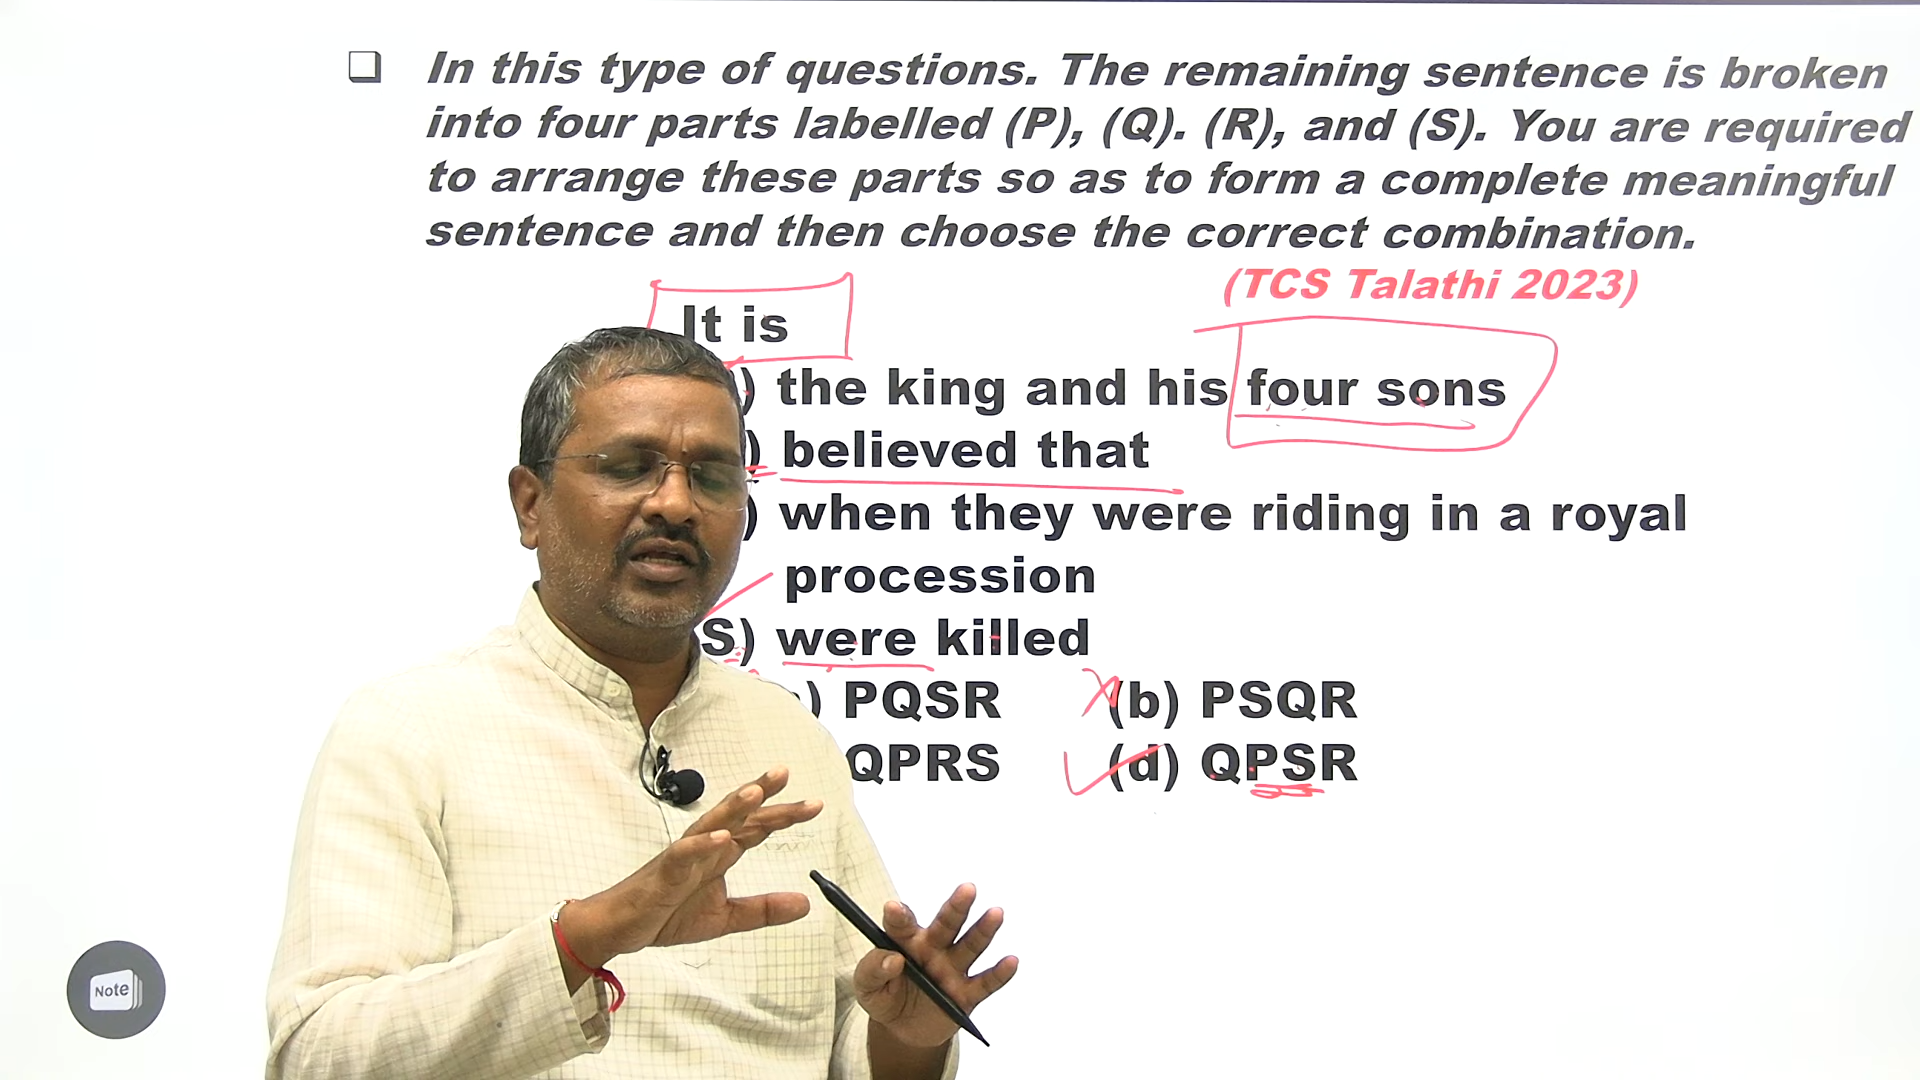 ❑ In this type of questions. The remaining sentence is broken
into four parts labelled (P), (Q). (R), and (S). You are required
to arrange these parts so as to form a complete meaningful
sentence and then choose the correct combination.
(TCS Talathi 2023)
It is
) the king and his four sons
) believed that
) when they were riding in a royal
procession
S) were killed
) PQSR (b) PSQR
QPRS (d) QPSR
Note